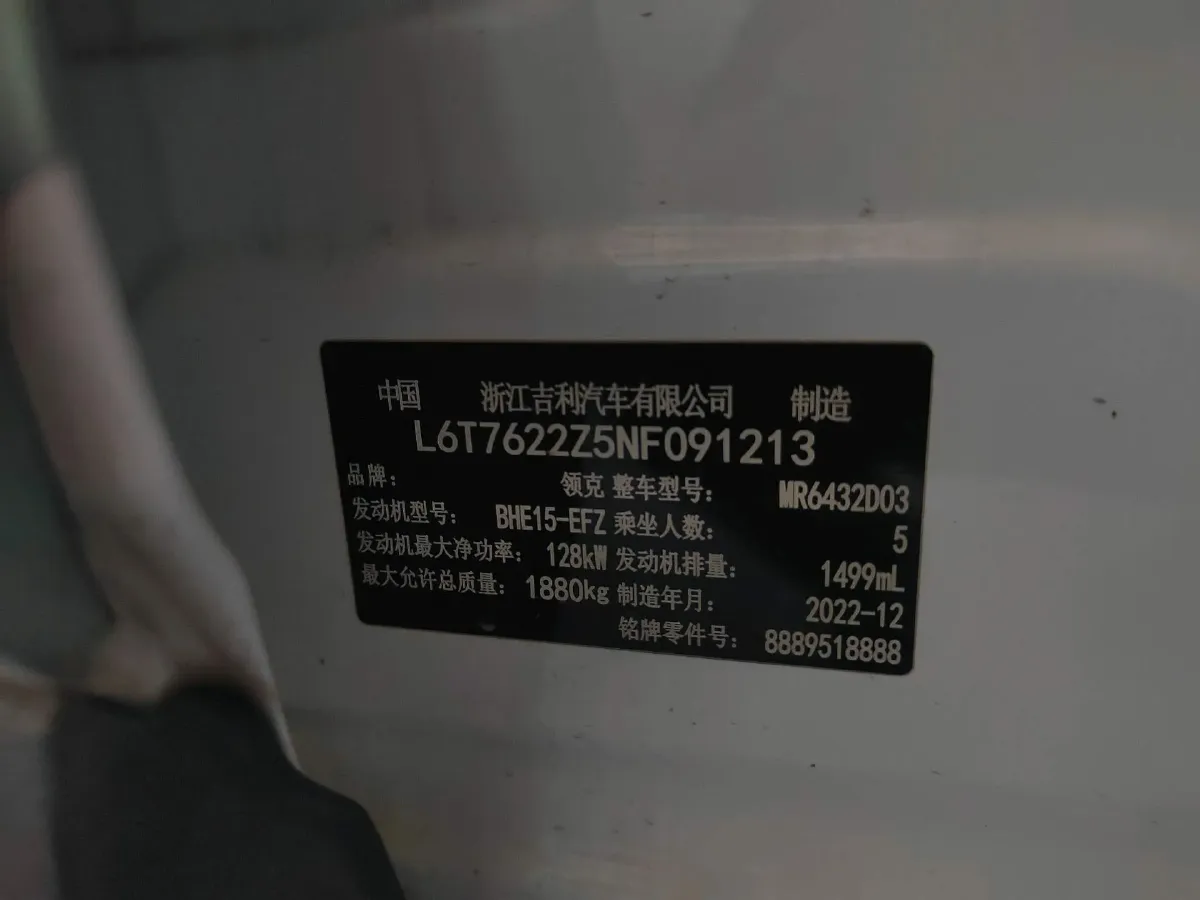 中国 浙江吉利汽车有限公司 制造
L6T7622Z5NF091213
品牌： 领克 整车型号： MR6432D03
发动机型号： BHE15-EFZ 乘坐人数： 5
发动机最大净功率： 128kW 发动机排量： 1499mL
最大允许总质量： 1880kg 制造年月： 2022-12
铭牌零件号： 8889518888